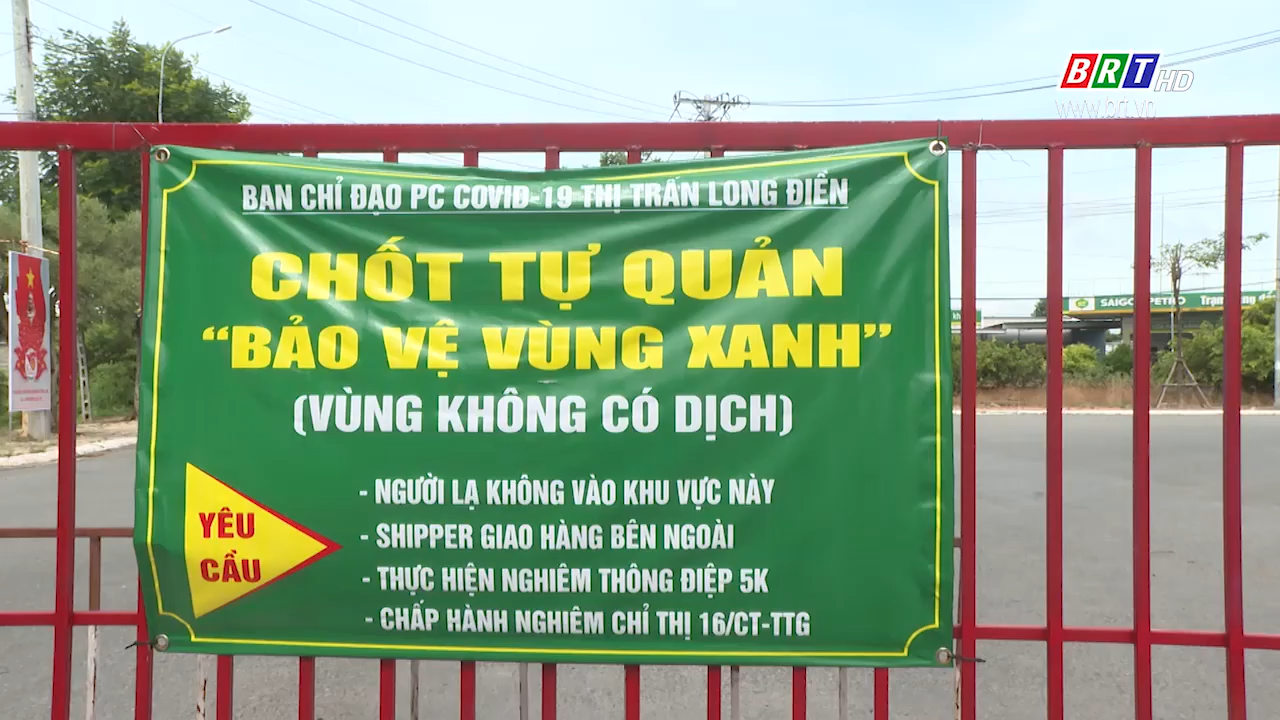 BRT HD
www.brt.vn
BAN CHỈ ĐẠO PC COVID-19 THỊ TRẤN LONG ĐIỀN
CHỐT TỰ QUẢN
“BẢO VỆ VÙNG XANH”
(VÙNG KHÔNG CÓ DỊCH)
YÊU
CẦU
- NGƯỜI LẠ KHÔNG VÀO KHU VỰC NÀY
- SHIPPER GIAO HÀNG BÊN NGOÀI
- THỰC HIỆN NGHIÊM THÔNG ĐIỆP 5K
- CHẤP HÀNH NGHIÊM CHỈ THỊ 16/CT-TTG
SAIGON PETRO